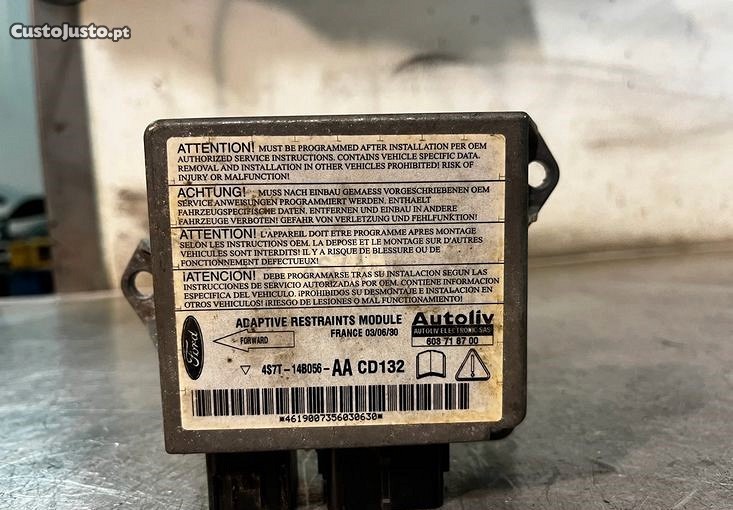 CustoJusto.pt
ATTENTION! MUST BE PROGRAMMED AFTER INSTALLATION PER OEM
AUTHORIZED SERVICE INSTRUCTIONS. CONTAINS VEHICLE SPECIFIC DATA.
REMOVAL AND INSTALLATION IN OTHER VEHICLES PROHIBITED! RISK OF
INJURY OR MALFUNCTION!
ACHTUNG! MUSS NACH EINBAU GEMAESS VORGESCHRIEBENEN OEM
SERVICE ANWEISUNGEN PROGRAMMIERT WERDEN. ENTHAELT
FAHRZEUGSPEZIFISCHE DATEN. ENTFERNEN UND EINBAU IN ANDERE
FAHRZEUGE VERBOTEN! GEFAHR VON VERLETZUNG UND FEHLFUNKTION!
ATTENTION! L'APPAREIL DOIT ETRE PROGRAMME APRES MONTAGE
SELON LES INSTRUCTIONS OEM. LA DEPOSE ET LE MONTAGE SUR D'AUTRES
VEHICULES SONT INTERDITS! IL Y A RISQUE DE BLESSURE OU DE
FONCTIONNEMENT DEFECTUEUX!
¡ATENCION! DEBE PROGRAMARSE TRAS SU INSTALACION SEGUN LAS
INSTRUCCIONES DE SERVICIO AUTORIZADAS POR OEM. CONTIENE INFORMACION
ESPECIFICA DEL VEHICULO. ¡PROHIBIDO SU DESMONTAJE E INSTALACION EN
OTROS VEHICULOS! ¡RIESGO DE LESIONES O MAL FUNCIONAMIENTO!
Ford
FORWARD
ADAPTIVE RESTRAINTS MODULE
FRANCE 03/06/30
Autoliv
AUTOLIV ELECTRONIC SAS
603 71 87 00
4S7T-14B056-AA CD132
*4619007356030630*